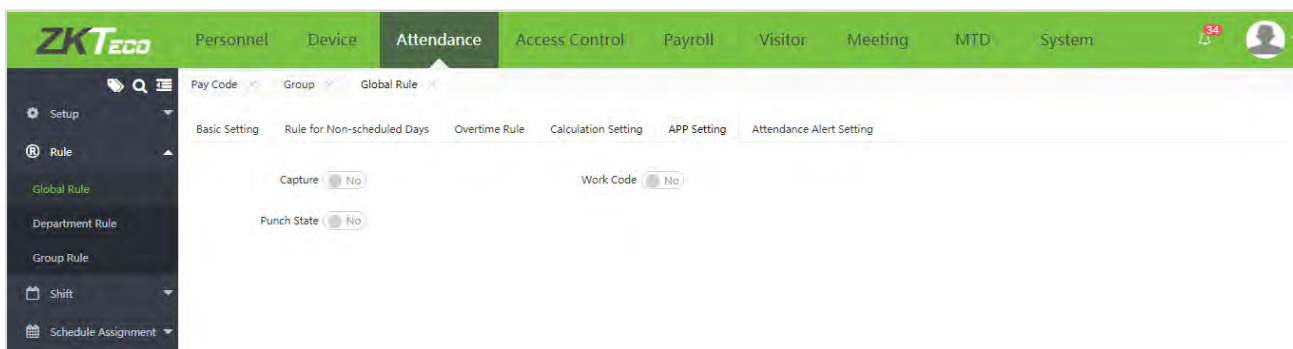 ZKTECO Personnel Device Attendance Access Control Payroll Visitor Meeting MTD System 34
Pay Code × Group × Global Rule ×
Setup
Basic Setting Rule for Non-scheduled Days Overtime Rule Calculation Setting APP Setting Attendance Alert Setting
® Rule
Capture No Work Code No
Global Rule
Punch State No
Department Rule
Group Rule
Shift
Schedule Assignment